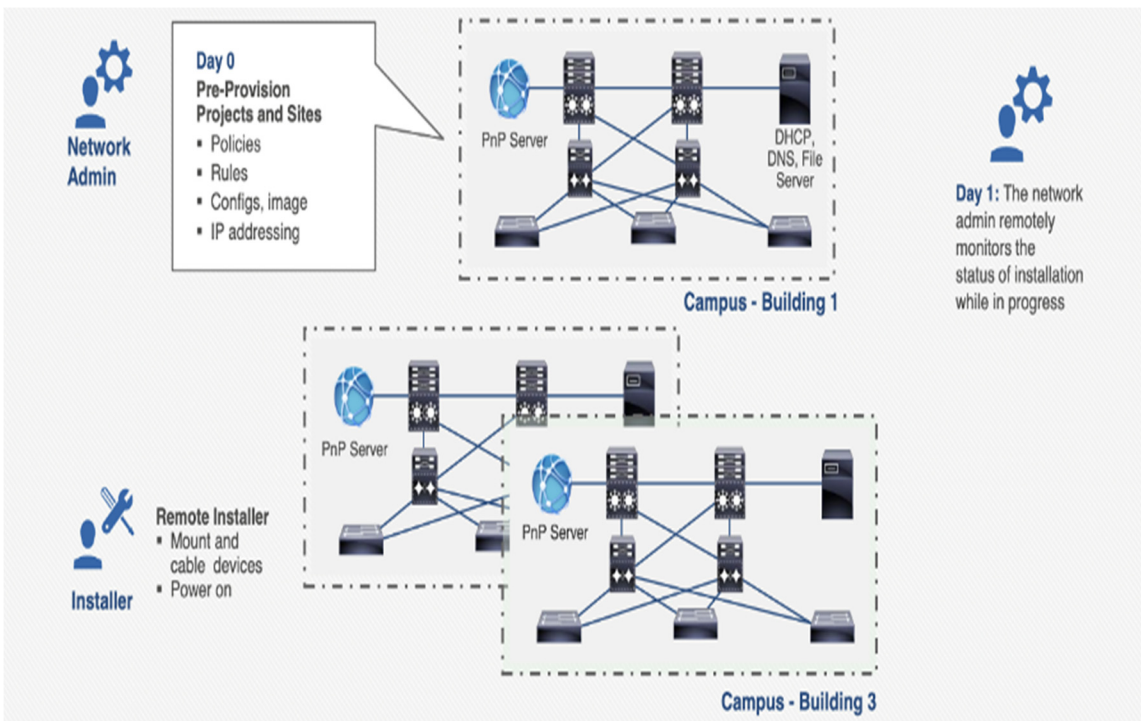 Network
Admin
Day 0
Pre-Provision
Projects and Sites
▪ Policies
▪ Rules
▪ Configs, image
▪ IP addressing
PnP Server
DHCP,
DNS, File
Server
Campus - Building 1
Day 1: The network
admin remotely
monitors the
status of installation
while in progress
PnP Server
Installer
Remote Installer
▪ Mount and
cable devices
▪ Power on
PnP Server
Campus - Building 3